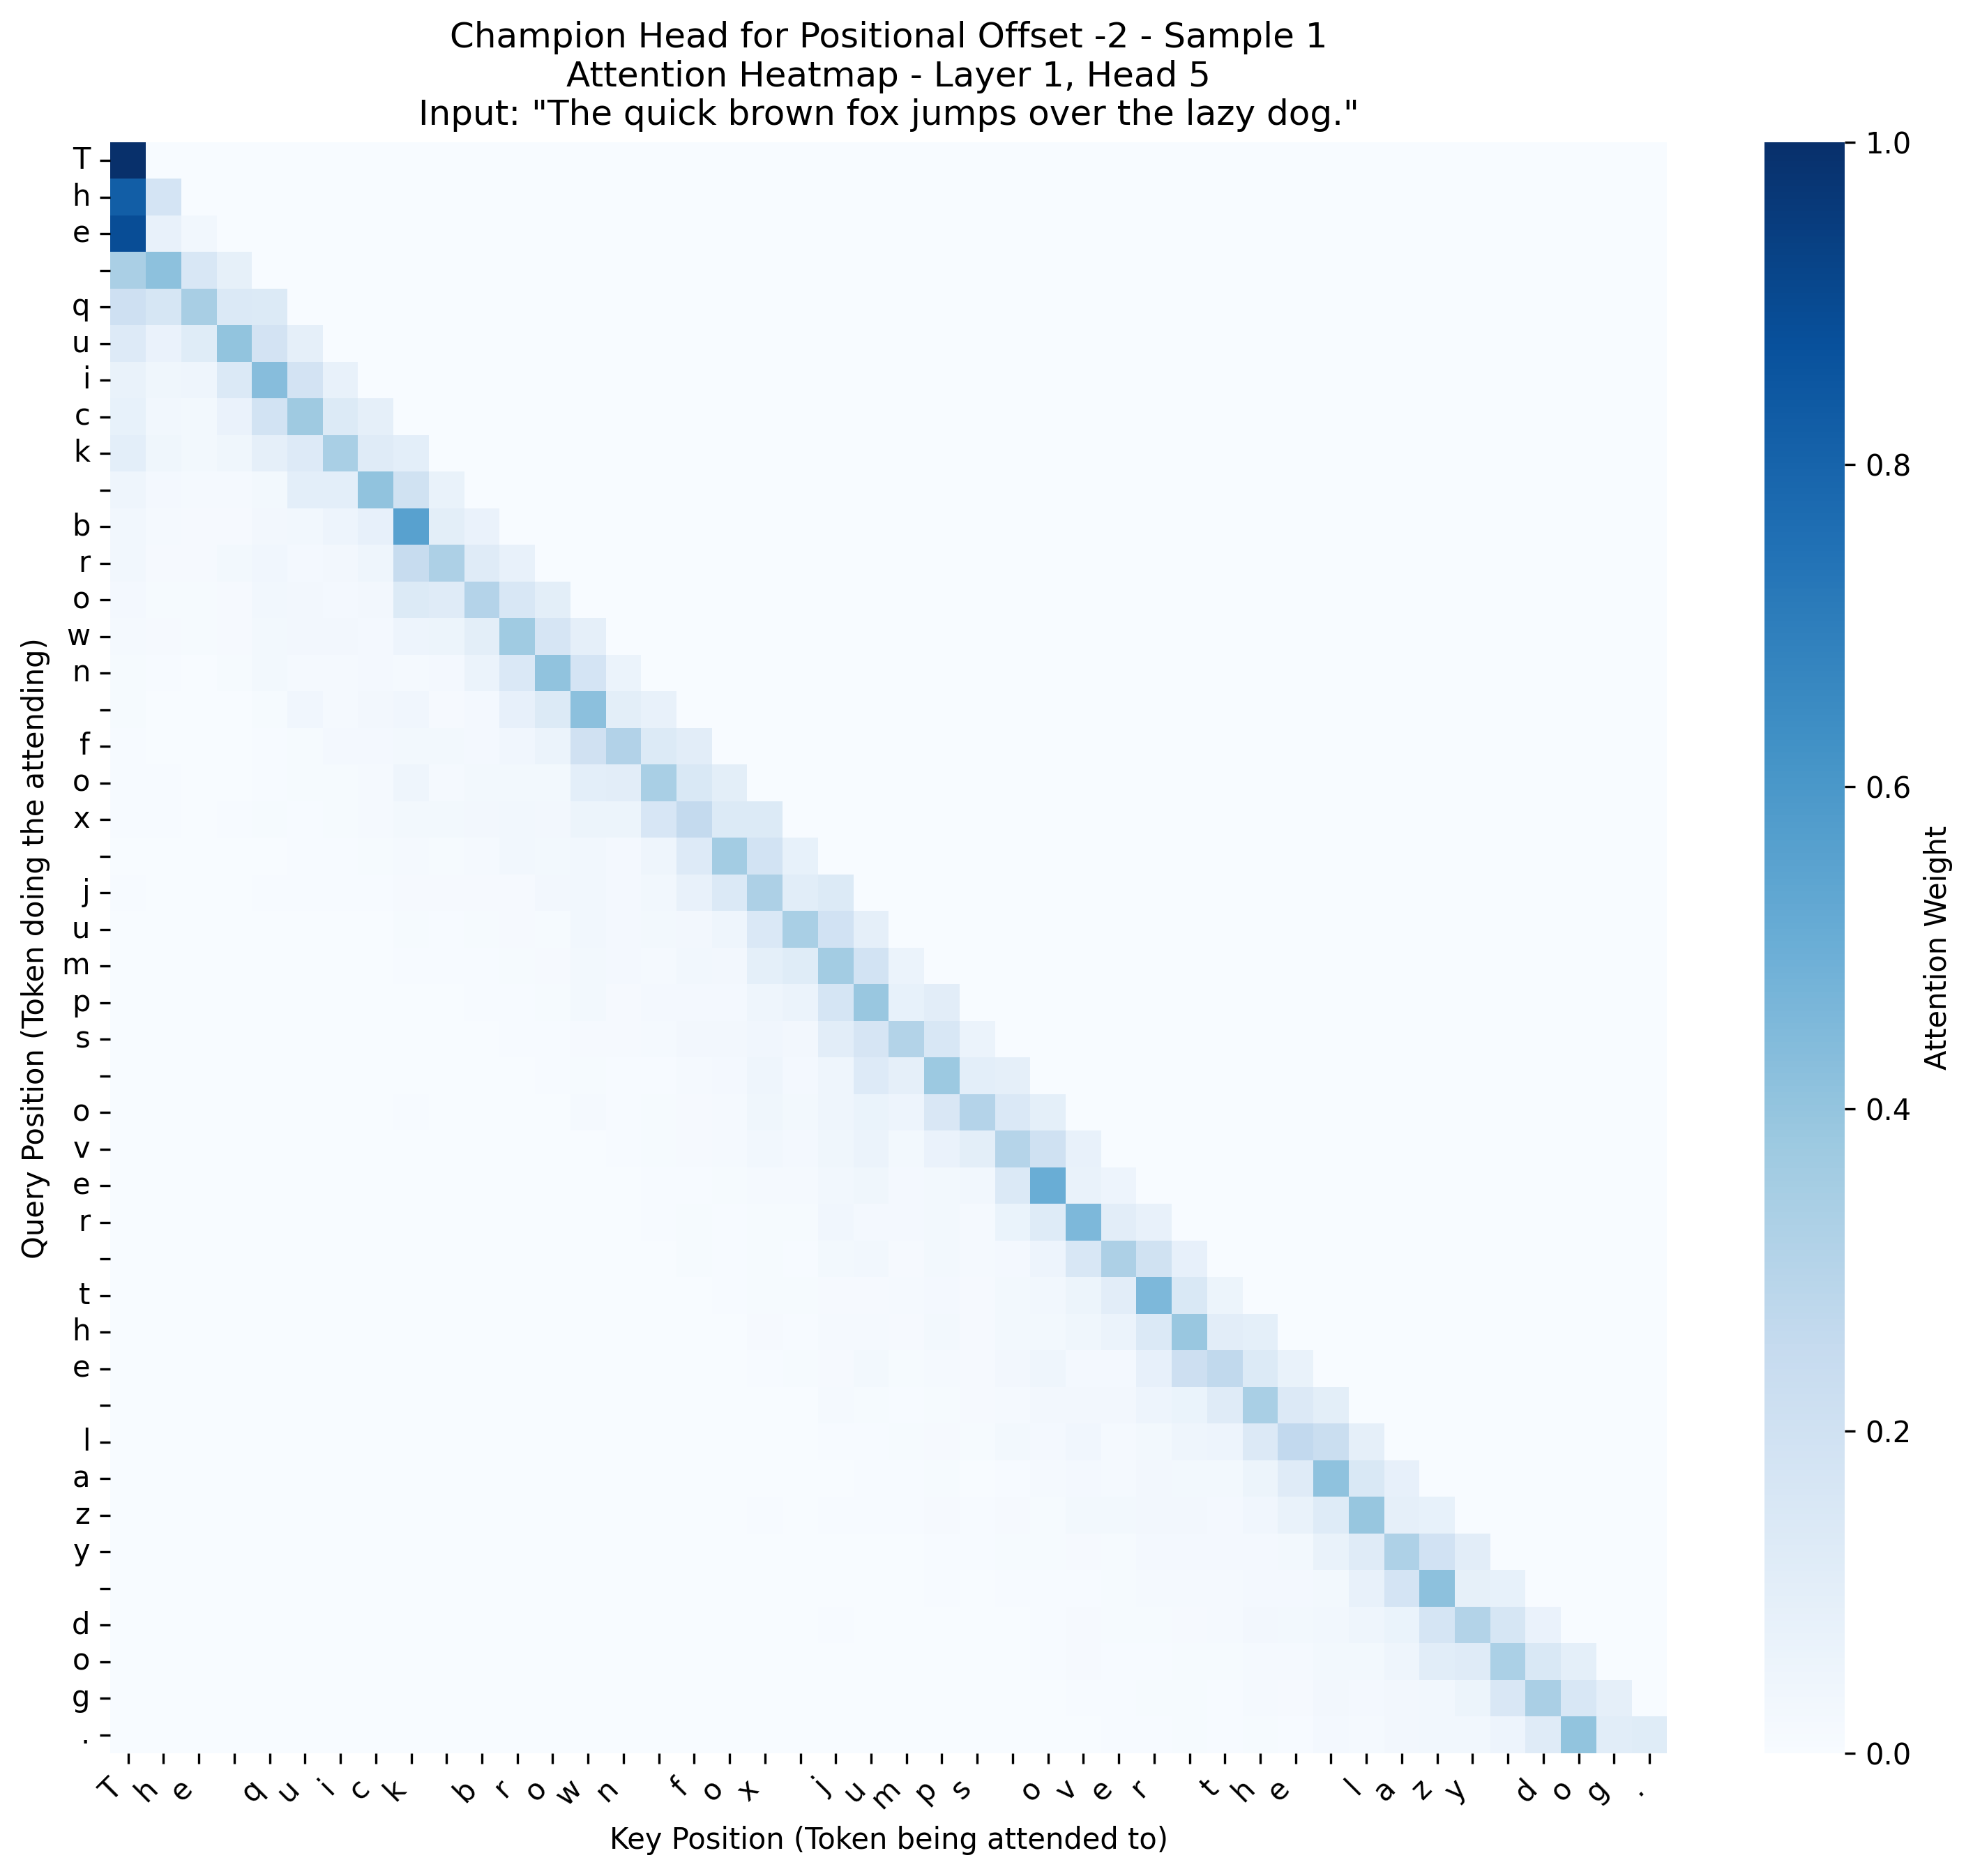 Champion Head for Positional Offset -2 - Sample 1
Attention Heatmap - Layer 1, Head 5
Input: "The quick brown fox jumps over the lazy dog."
Query Position (Token doing the attending)
T
h
e
q
u
i
c
k
b
r
o
w
n
f
o
x
j
u
m
p
s
o
v
e
r
t
h
e
l
a
z
y
d
o
g
.
T h e q u i c k b r o w n f o x j u m p s o v e r t h e l a z y d o g .
Key Position (Token being attended to)
1.0
0.8
0.6
0.4
0.2
0.0
Attention Weight